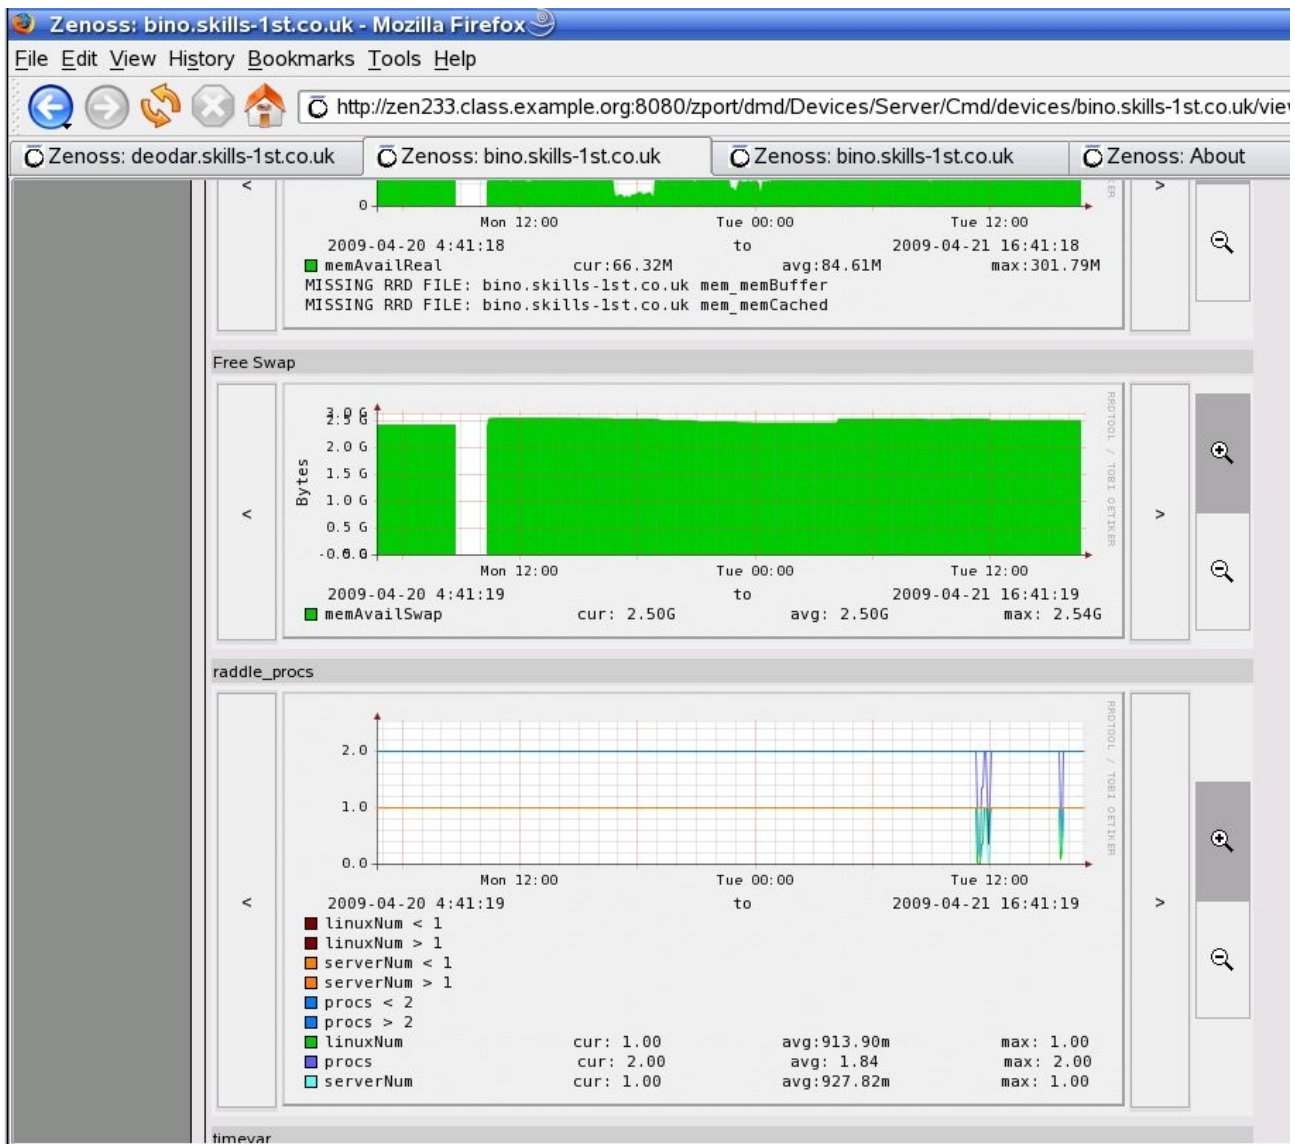 Zenoss: bino.skills-1st.co.uk - Mozilla Firefox
File Edit View History Bookmarks Tools Help
http://zen233.class.example.org:8080/zport/dmd/Devices/Server/Cmd/devices/bino.skills-1st.co.uk/vie
Zenoss: deodar.skills-1st.co.uk Zenoss: bino.skills-1st.co.uk Zenoss: bino.skills-1st.co.uk Zenoss: About
< >
0
Mon 12:00 Tue 00:00 Tue 12:00
2009-04-20 4:41:18 to 2009-04-21 16:41:18
memAvailReal cur:66.32M avg:84.61M max:301.79M
MISSING RRD FILE: bino.skills-1st.co.uk mem_memBuffer
MISSING RRD FILE: bino.skills-1st.co.uk mem_memCached
Free Swap
3.0 G
2.5 G
2.0 G
1.5 G
1.0 G
0.5 G
Bytes
RRDTOOL / TOBI OETIKER
< >
Mon 12:00 Tue 00:00 Tue 12:00
2009-04-20 4:41:19 to 2009-04-21 16:41:19
memAvailSwap cur: 2.50G avg: 2.50G max: 2.54G
raddle_procs
2.0
1.0
0.0
RRDTOOL / TOBI OETIKER
Mon 12:00 Tue 00:00 Tue 12:00
< >
2009-04-20 4:41:19 to 2009-04-21 16:41:19
linuxNum < 1
linuxNum > 1
serverNum < 1
serverNum > 1
procs < 2
procs > 2
linuxNum cur: 1.00 avg:913.90m max: 1.00
procs cur: 2.00 avg: 1.84 max: 2.00
serverNum cur: 1.00 avg:927.82m max: 1.00
timevar